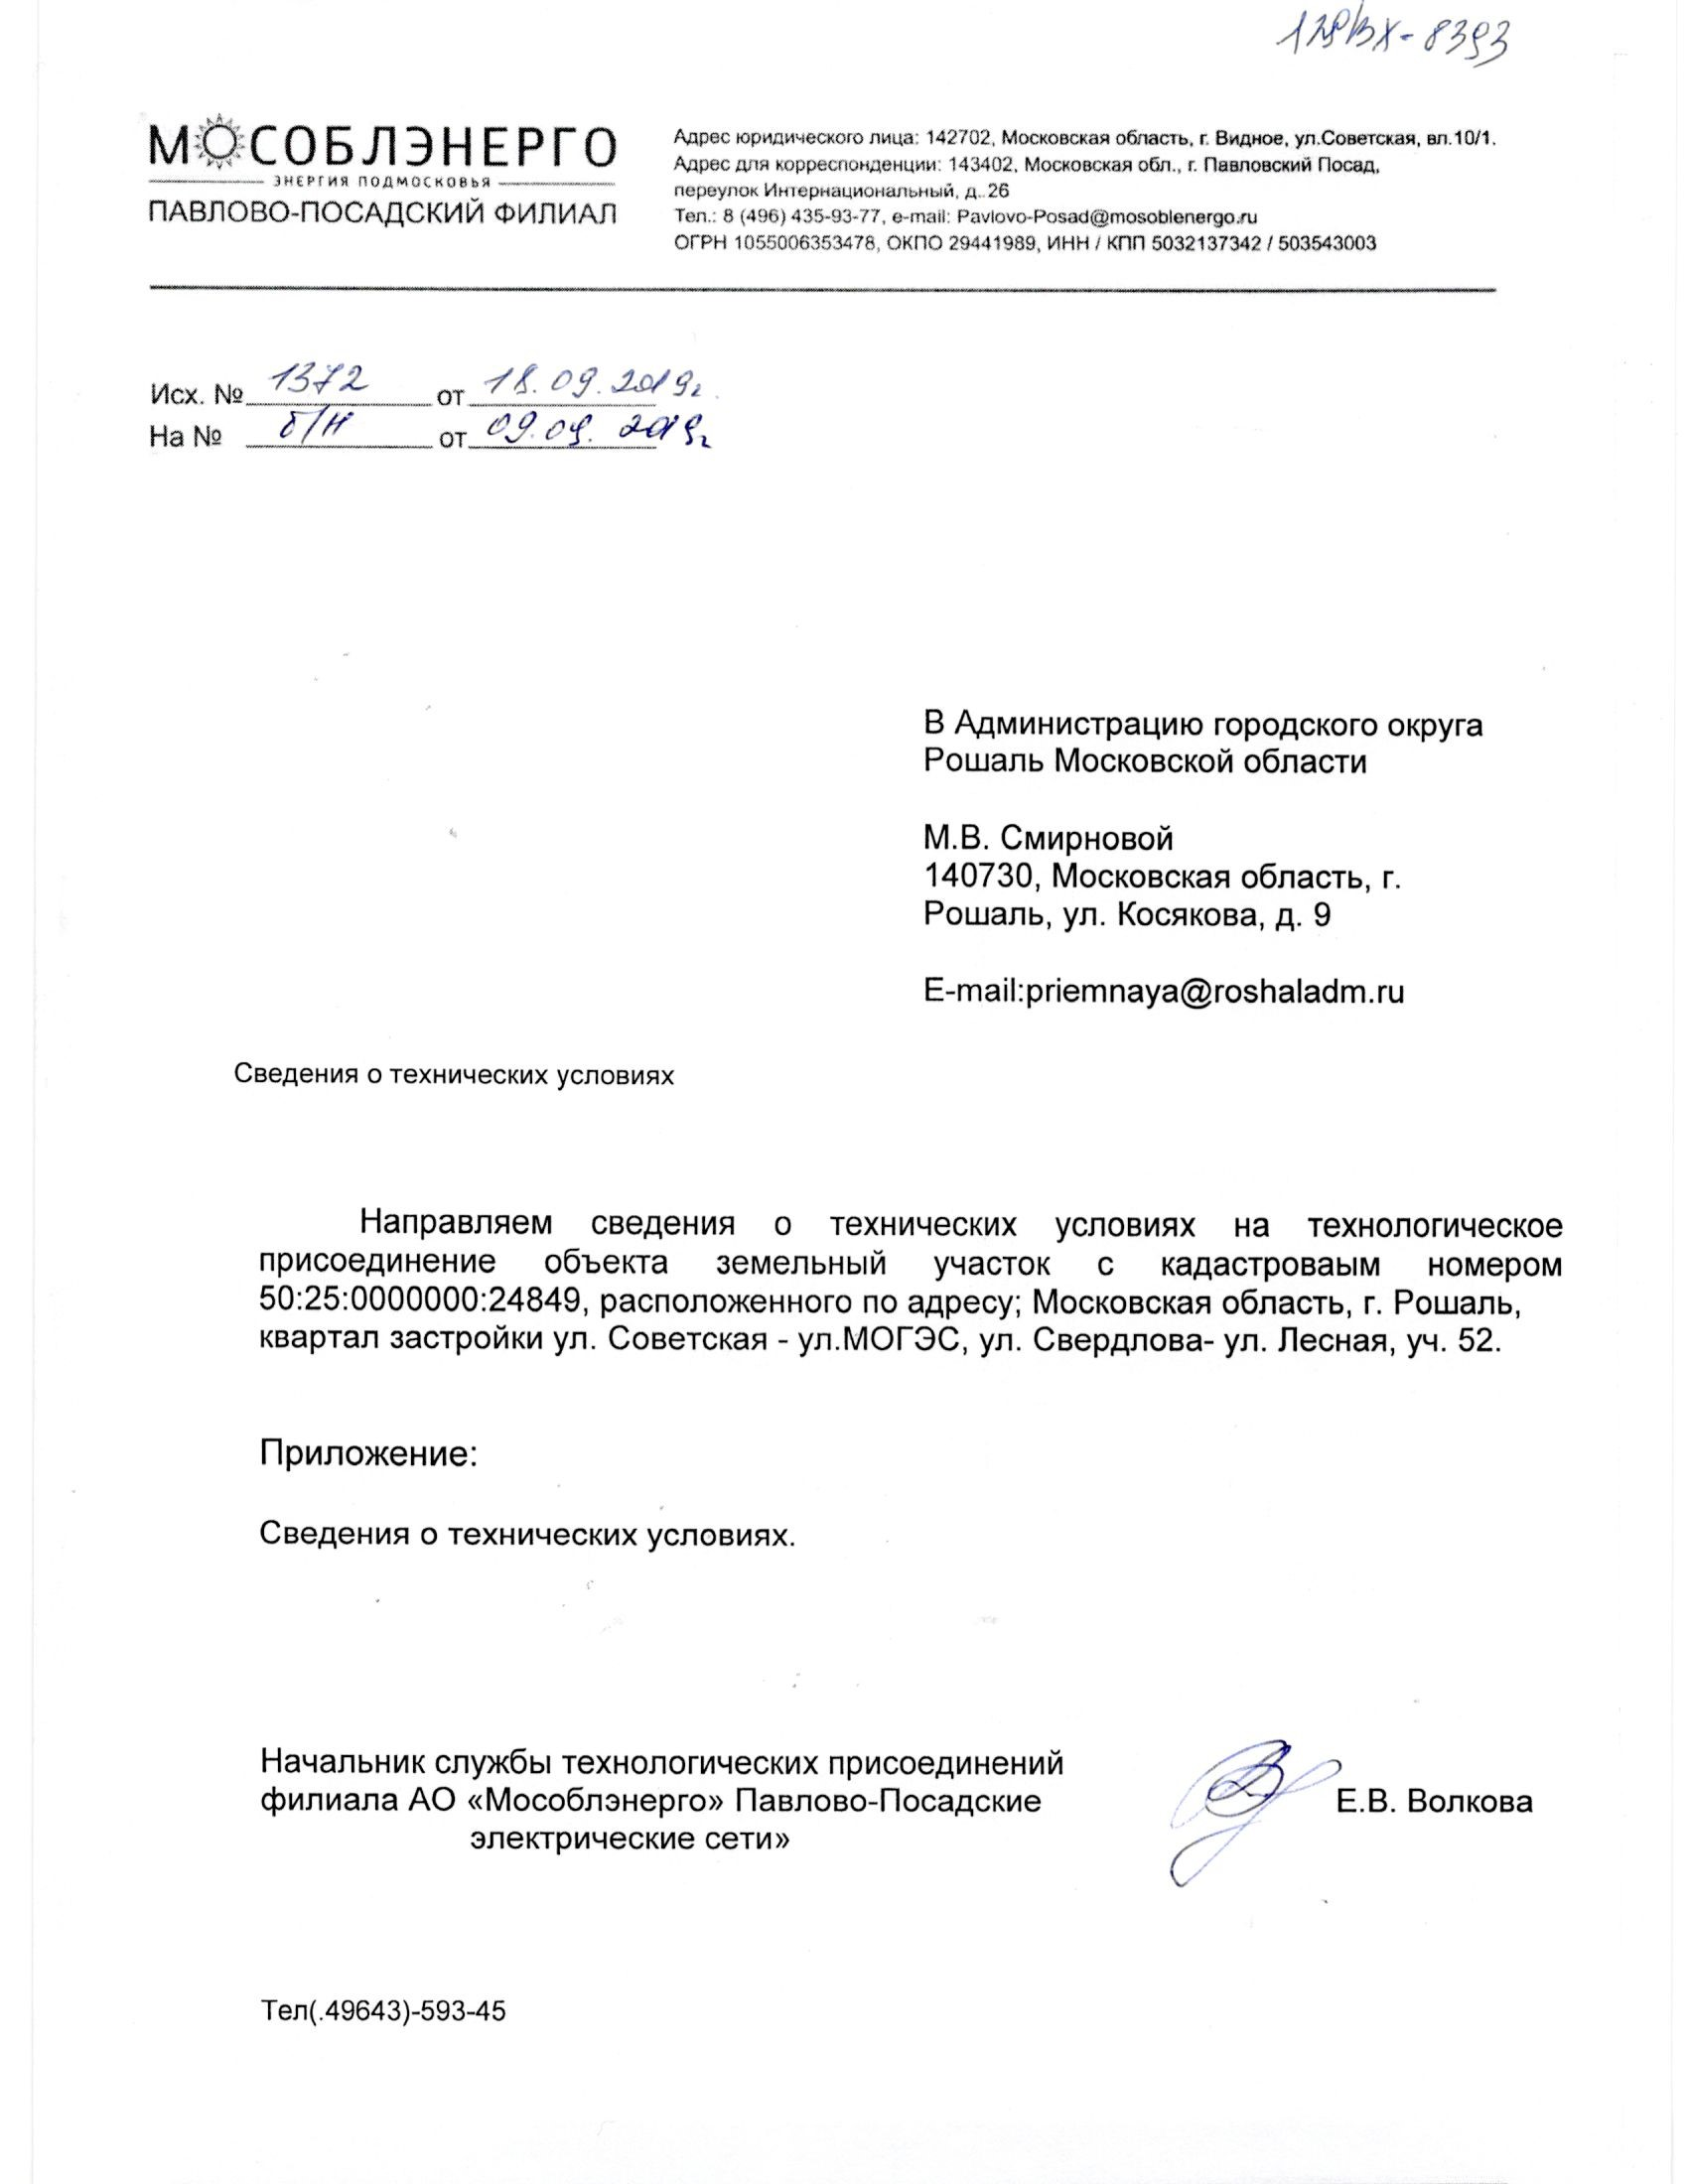 129ВХ-8393
МОСОБЛЭНЕРГО
ЭНЕРГИЯ ПОДМОСКОВЬЯ
ПАВЛОВО-ПОСАДСКИЙ ФИЛИАЛ
Адрес юридического лица: 142702, Московская область, г. Видное, ул.Советская, вл.10/1.
Адрес для корреспонденции: 143402, Московская обл., г. Павловский Посад,
переулок Интернациональный, д. 26
Тел.: 8 (496) 435-93-77, e-mail: Pavlovo-Posad@mosoblenergo.ru
ОГРН 1055006353478, ОКПО 29441989, ИНН / КПП 5032137342 / 503543003
Исх. № 1372 от 18.09.2019г.
На № б/н от 09.09.2019г
В Администрацию городского округа
Рошаль Московской области
М.В. Смирновой
140730, Московская область, г.
Рошаль, ул. Косякова, д. 9
E-mail:priemnaya@roshaladm.ru
Сведения о технических условиях
Направляем сведения о технических условиях на технологическое
присоединение объекта земельный участок с кадастроваым номером
50:25:0000000:24849, расположенного по адресу; Московская область, г. Рошаль,
квартал застройки ул. Советская - ул.МОГЭС, ул. Свердлова- ул. Лесная, уч. 52.
Приложение:
Сведения о технических условиях.
Начальник службы технологических присоединений
филиала АО «Мособлэнерго» Павлово-Посадские
электрические сети»
Е.В. Волкова
Тел(.49643)-593-45